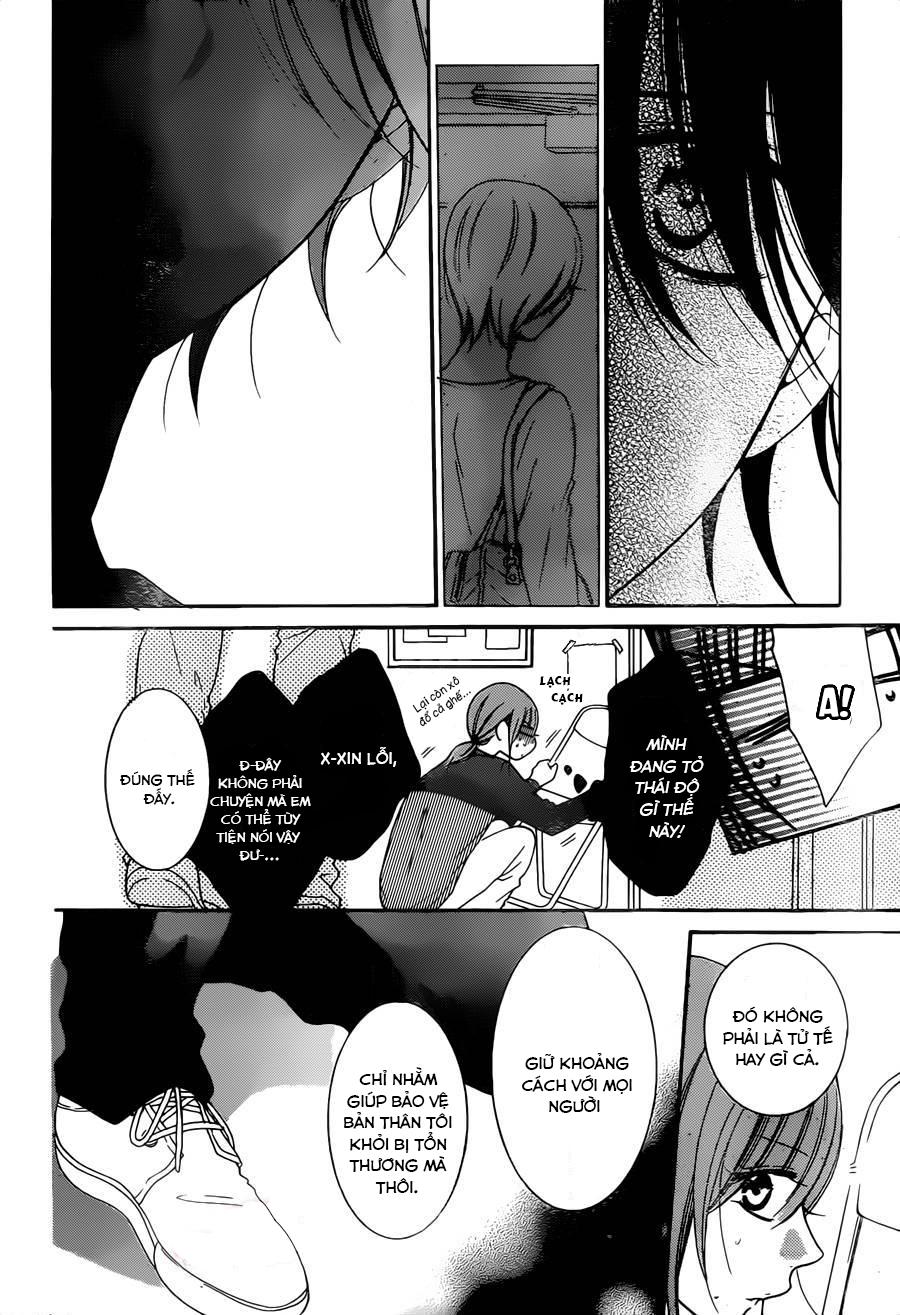 A!
MÌNH
ĐANG TỎ
THÁI ĐỘ
GÌ THẾ
NÀY!
LẠCH
CẠCH
Lại còn xô
đổ cả ghế...
X-XIN LỖI,
Đ-ĐÂY
KHÔNG PHẢI
CHUYỆN MÀ EM
CÓ THỂ TÙY
TIỆN NÓI VẬY
ĐƯ-...
ĐÚNG THẾ
ĐẤY.
ĐÓ KHÔNG
PHẢI LÀ TỬ TẾ
HAY GÌ CẢ.
GIỮ KHOẢNG
CÁCH VỚI MỌI
NGƯỜI
CHỈ NHẰM
GIÚP BẢO VỆ
BẢN THÂN TÔI
KHỎI BỊ TỔN
THƯƠNG MÀ
THÔI.